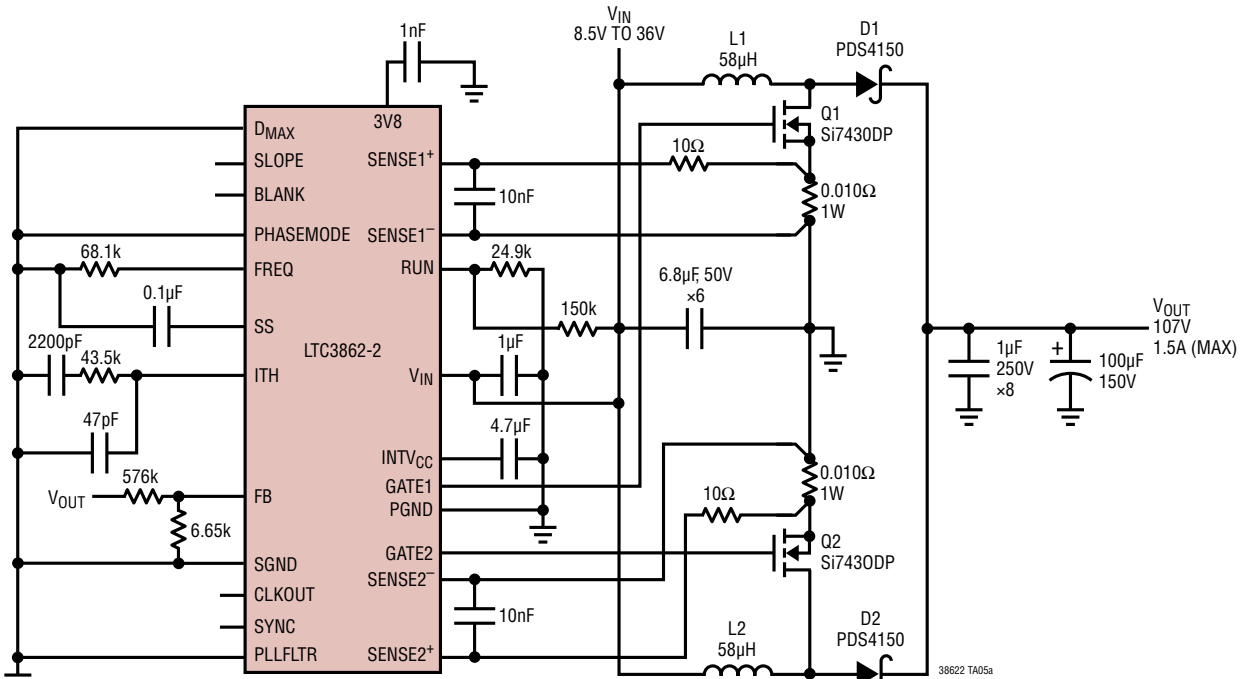 1nF
VIN
8.5V TO 36V
L1
58µH
D1
PDS4150
DMAX
3V8
Q1
Si7430DP
SLOPE
SENSE1+
10Ω
BLANK
10nF
0.010Ω
1W
PHASEMODE
SENSE1–
68.1k
FREQ
RUN
24.9k
6.8µF, 50V
×6
0.1µF
150k
VOUT
107V
1.5A (MAX)
SS
2200pF
43.5k
LTC3862-2
1µF
1µF
250V
×8
+
100µF
150V
ITH
VIN
47pF
4.7µF
INTVCC
576k
VOUT
FB
GATE1
0.010Ω
1W
10Ω
6.65k
PGND
GATE2
Q2
Si743ODP
SGND
SENSE2–
CLKOUT
10nF
SYNC
L2
58µH
D2
PDS4150
PLLFLTR
SENSE2+
38622 TA05a